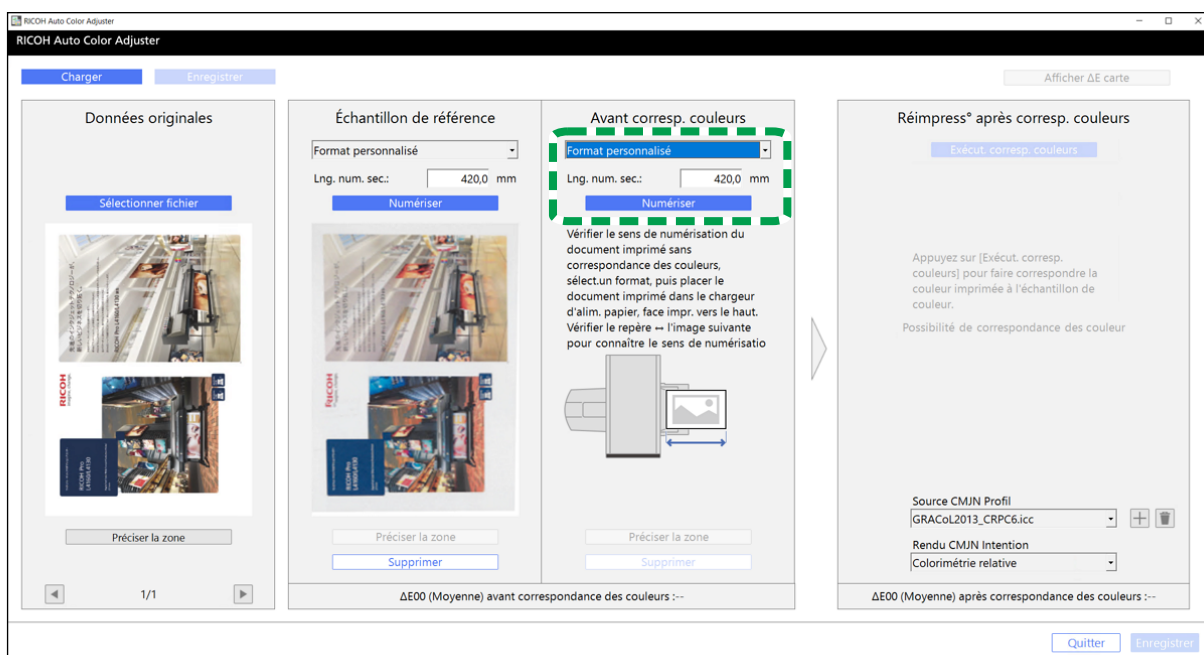 RICOH Auto Color Adjuster
RICOH Auto Color Adjuster
Charger
Enregistrer
Afficher ΔE carte
Données originales
Sélectionner fichier
RICOH
RICOH Pro
L4160/L4130
Préciser la zone
1/1
Échantillon de référence
Format personnalisé
Lng. num. sec.: 420,0 mm
Numériser
RICOH
Préciser la zone
Supprimer
Avant corresp. couleurs
Format personnalisé
Lng. num. sec.: 420,0 mm
Numériser
Vérifier le sens de numérisation du
document imprimé sans
correspondance des couleurs,
sélect.un format, puis placer le
document imprimé dans le chargeur
d'alim. papier, face impr. vers le haut.
Vérifier le repère ↔ l'image suivante
pour connaître le sens de numérisatio
Préciser la zone
Supprimer
ΔE00 (Moyenne) avant correspondance des couleurs :--
Réimpress° après corresp. couleurs
Exécut. corresp. couleurs
Appuyez sur [Exécut. corresp.
couleurs] pour faire correspondre la
couleur imprimée à l'échantillon de
couleur.
Possibilité de correspondance des couleur
Source CMJN Profil
GRACoL2013_CRPC6.icc
Rendu CMJN Intention
Colorimétrie relative
ΔE00 (Moyenne) après correspondance des couleurs :--
Quitter
Enregistrer